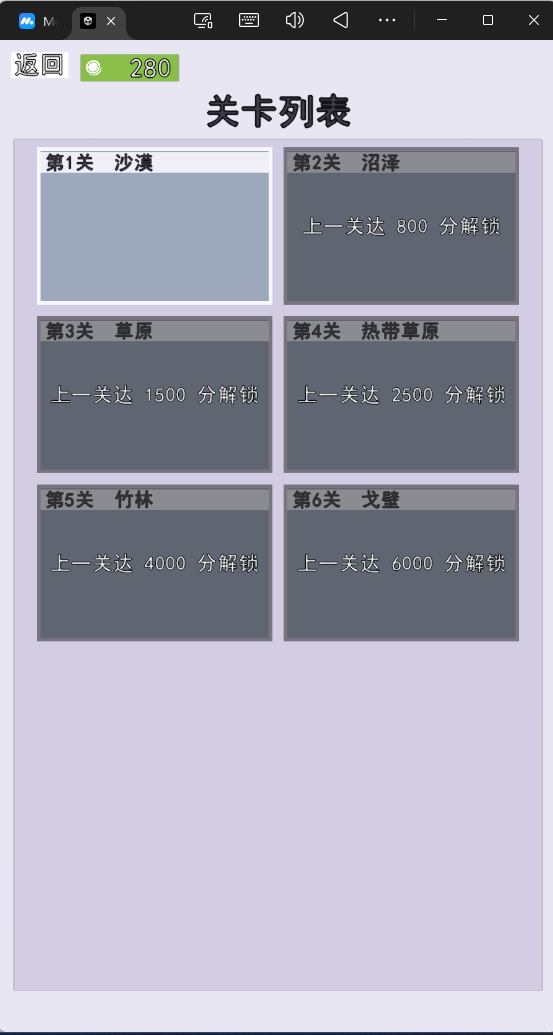 返回
280
关卡列表
第1关 沙漠
第2关 沼泽
上一关达 800 分解锁
第3关 草原
第4关 热带草原
上一关达 1500 分解锁
上一关达 2500 分解锁
第5关 竹林
第6关 戈壁
上一关达 4000 分解锁
上一关达 6000 分解锁